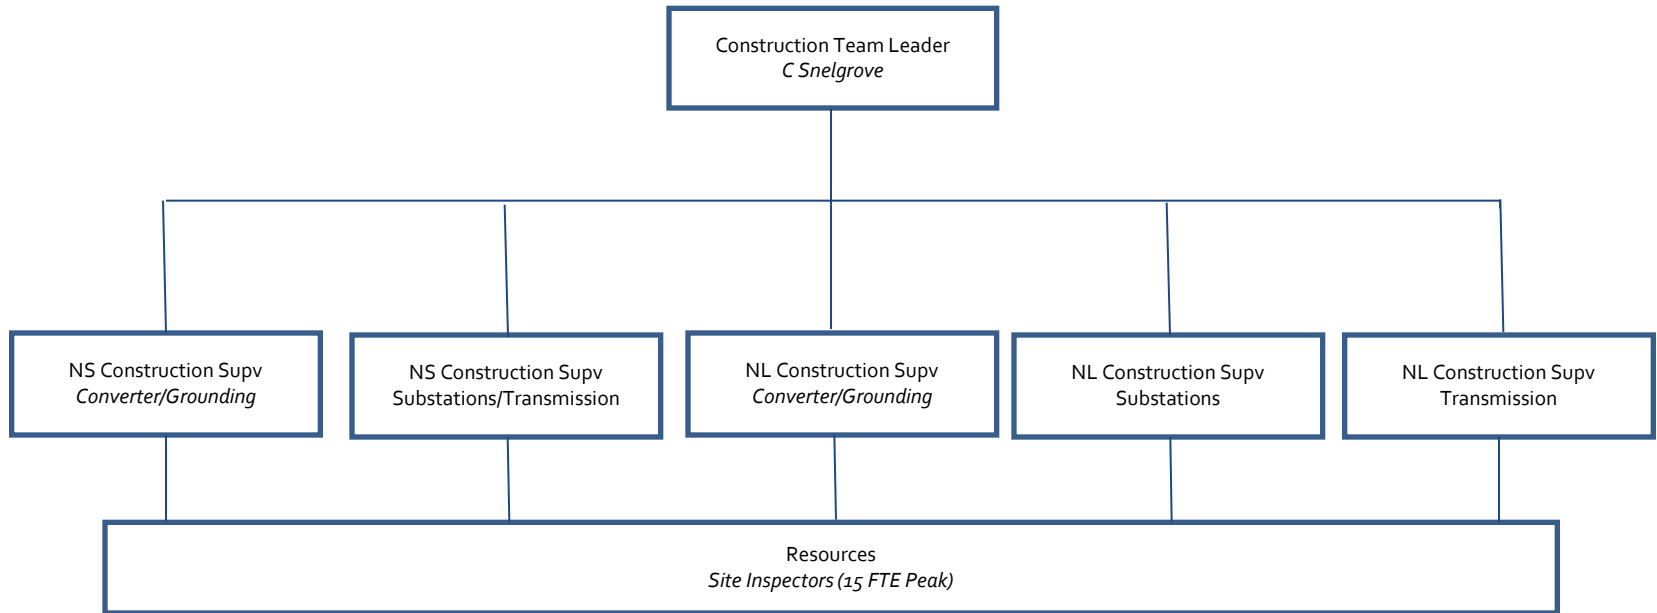 Construction Team Leader
C Snelgrove
NS Construction Supv
Converter/Grounding
NS Construction Supv
Substations/Transmission
NL Construction Supv
Converter/Grounding
NL Construction Supv
Substations
NL Construction Supv
Transmission
Resources
Site Inspectors (15 FTE Peak)